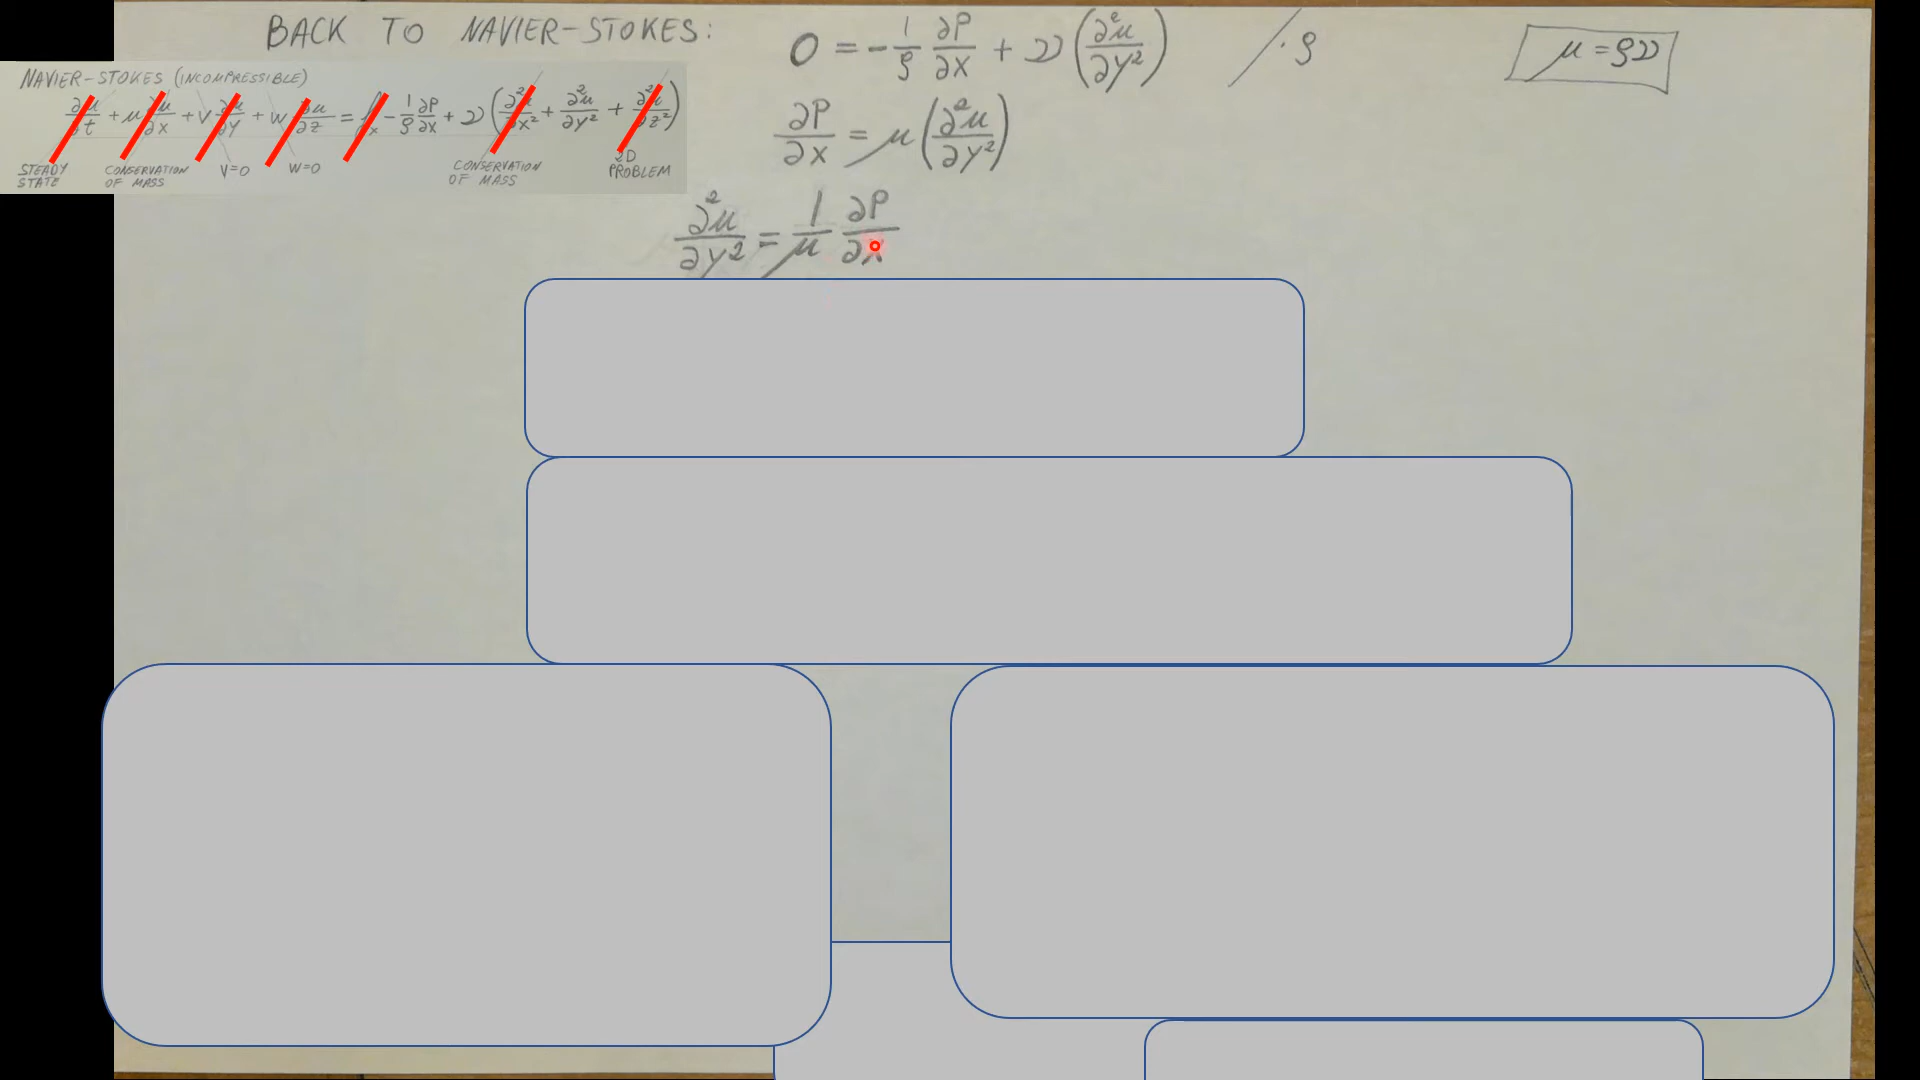 BACK TO NAVIER-STOKES:
0 = -1/ρ ∂P/∂x + ν(∂²u/∂y²) /·ρ
μ = ρν
NAVIER-STOKES (INCOMPRESSIBLE)
∂u/∂t + u ∂u/∂x + v ∂u/∂y + w ∂u/∂z = fx - 1/ρ ∂P/∂x + ν(∂²u/∂x² + ∂²u/∂y² + ∂²u/∂z²)
STEADY STATE
CONSERVATION OF MASS
V=0
W=0
CONSERVATION OF MASS
2D PROBLEM
∂P/∂x = μ(∂²u/∂y²)
∂²u/∂y² = 1/μ ∂P/∂x